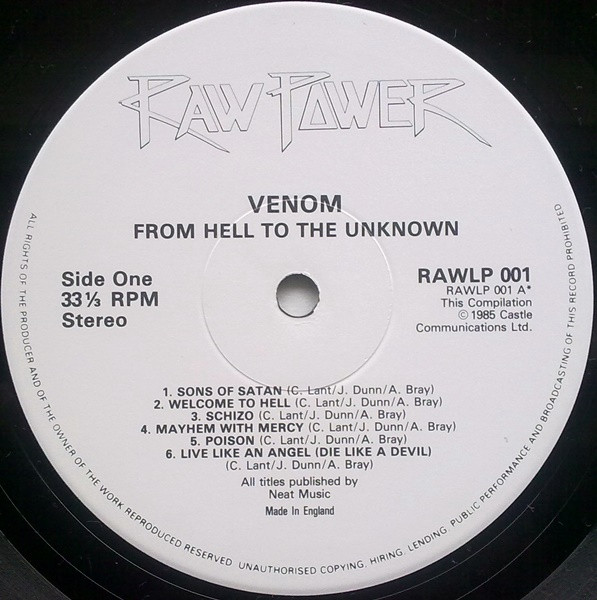 RAW POWER
VENOM
FROM HELL TO THE UNKNOWN
Side One
33⅓ RPM
Stereo
RAWLP 001
RAWLP 001 A*
This Compilation
© 1985 Castle
Communications Ltd.
1. SONS OF SATAN (C. Lant/J. Dunn/A. Bray)
2. WELCOME TO HELL (C. Lant/J. Dunn/A. Bray)
3. SCHIZO (C. Lant/J. Dunn/A. Bray)
4. MAYHEM WITH MERCY (C. Lant/J. Dunn/A. Bray)
5. POISON (C. Lant/J. Dunn/A. Bray)
6. LIVE LIKE AN ANGEL (DIE LIKE A DEVIL)
(C. Lant/J. Dunn/A. Bray)
All titles published by
Neat Music
Made In England
ALL RIGHTS OF THE PRODUCER AND OF THE OWNER OF THE WORK REPRODUCED RESERVED. UNAUTHORISED COPYING, HIRING, LENDING, PUBLIC PERFORMANCE AND BROADCASTING OF THIS RECORD PROHIBITED